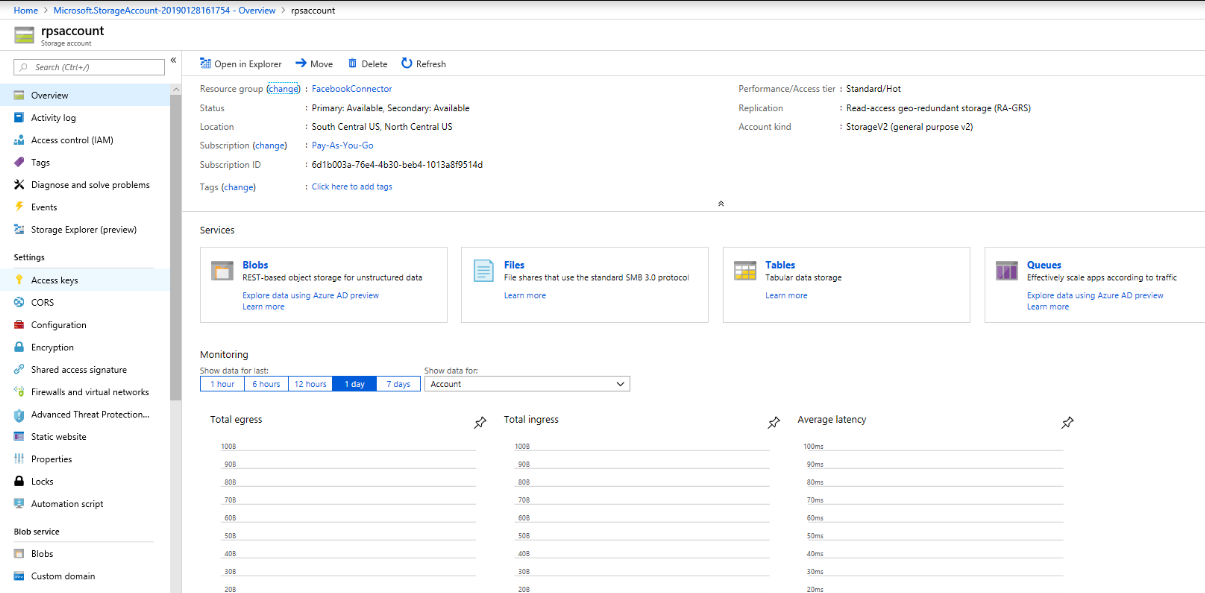 Home > Microsoft.StorageAccount-20190128161754 - Overview > rpsaccount
rpsaccount
Storage account
Search (Ctrl+/)
«
Overview
Activity log
Access control (IAM)
Tags
Diagnose and solve problems
Events
Storage Explorer (preview)
Settings
Access keys
CORS
Configuration
Encryption
Shared access signature
Firewalls and virtual networks
Advanced Threat Protection...
Static website
Properties
Locks
Automation script
Blob service
Blobs
Custom domain
Open in Explorer Move Delete Refresh
Resource group (change) : FacebookConnector
Status : Primary: Available, Secondary: Available
Location : South Central US, North Central US
Subscription (change) : Pay-As-You-Go
Subscription ID : 6d1b003a-76e4-4b30-beb4-1013a8f9514d
Tags (change) : Click here to add tags
Performance/Access tier : Standard/Hot
Replication : Read-access geo-redundant storage (RA-GRS)
Account kind : StorageV2 (general purpose v2)
Services
Blobs
REST-based object storage for unstructured data
Explore data using Azure AD preview
Learn more
Files
File shares that use the standard SMB 3.0 protocol
Learn more
Tables
Tabular data storage
Learn more
Queues
Effectively scale apps according to traffic
Explore data using Azure AD preview
Learn more
Monitoring
Show data for last:
1 hour 6 hours 12 hours 1 day 7 days
Show data for:
Account
Total egress
100B
90B
80B
70B
60B
50B
40B
30B
20B
Total ingress
100B
90B
80B
70B
60B
50B
40B
30B
20B
Average latency
100ms
90ms
80ms
70ms
60ms
50ms
40ms
30ms
20ms